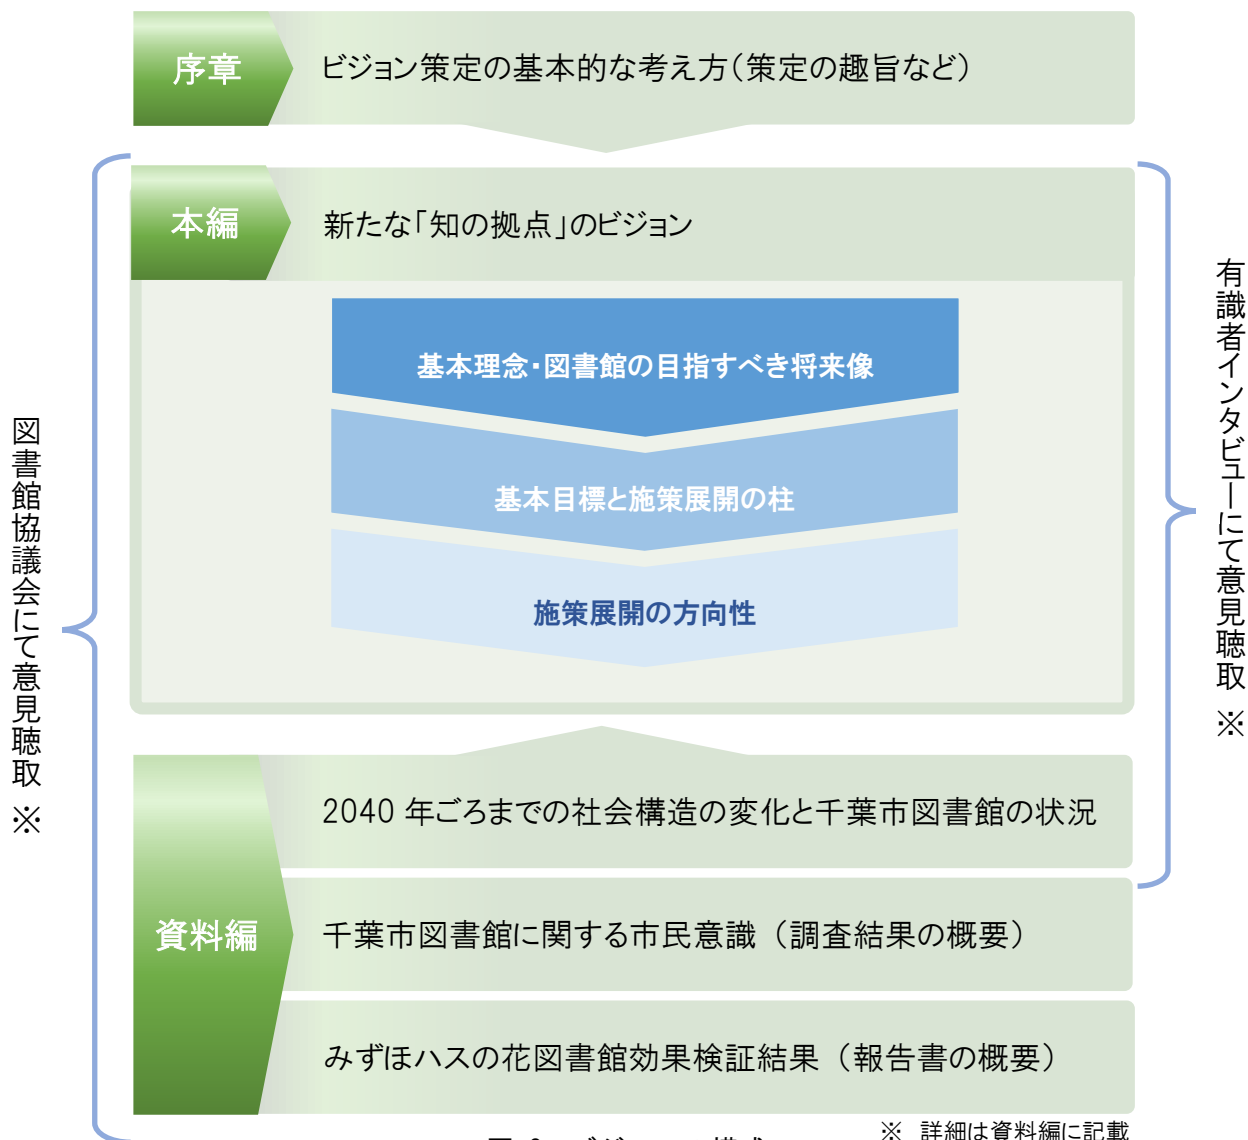 序章
ビジョン策定の基本的な考え方（策定の趣旨など）
本編
新たな「知の拠点」のビジョン
基本理念・図書館の目指すべき将来像
基本目標と施策展開の柱
施策展開の方向性
図書館協議会にて意見聴取 ※
有識者インタビューにて意見聴取 ※
資料編
2040 年ごろまでの社会構造の変化と千葉市図書館の状況
千葉市図書館に関する市民意識（調査結果の概要）
みずほハスの花図書館効果検証結果（報告書の概要）
※ 詳細は資料編に記載